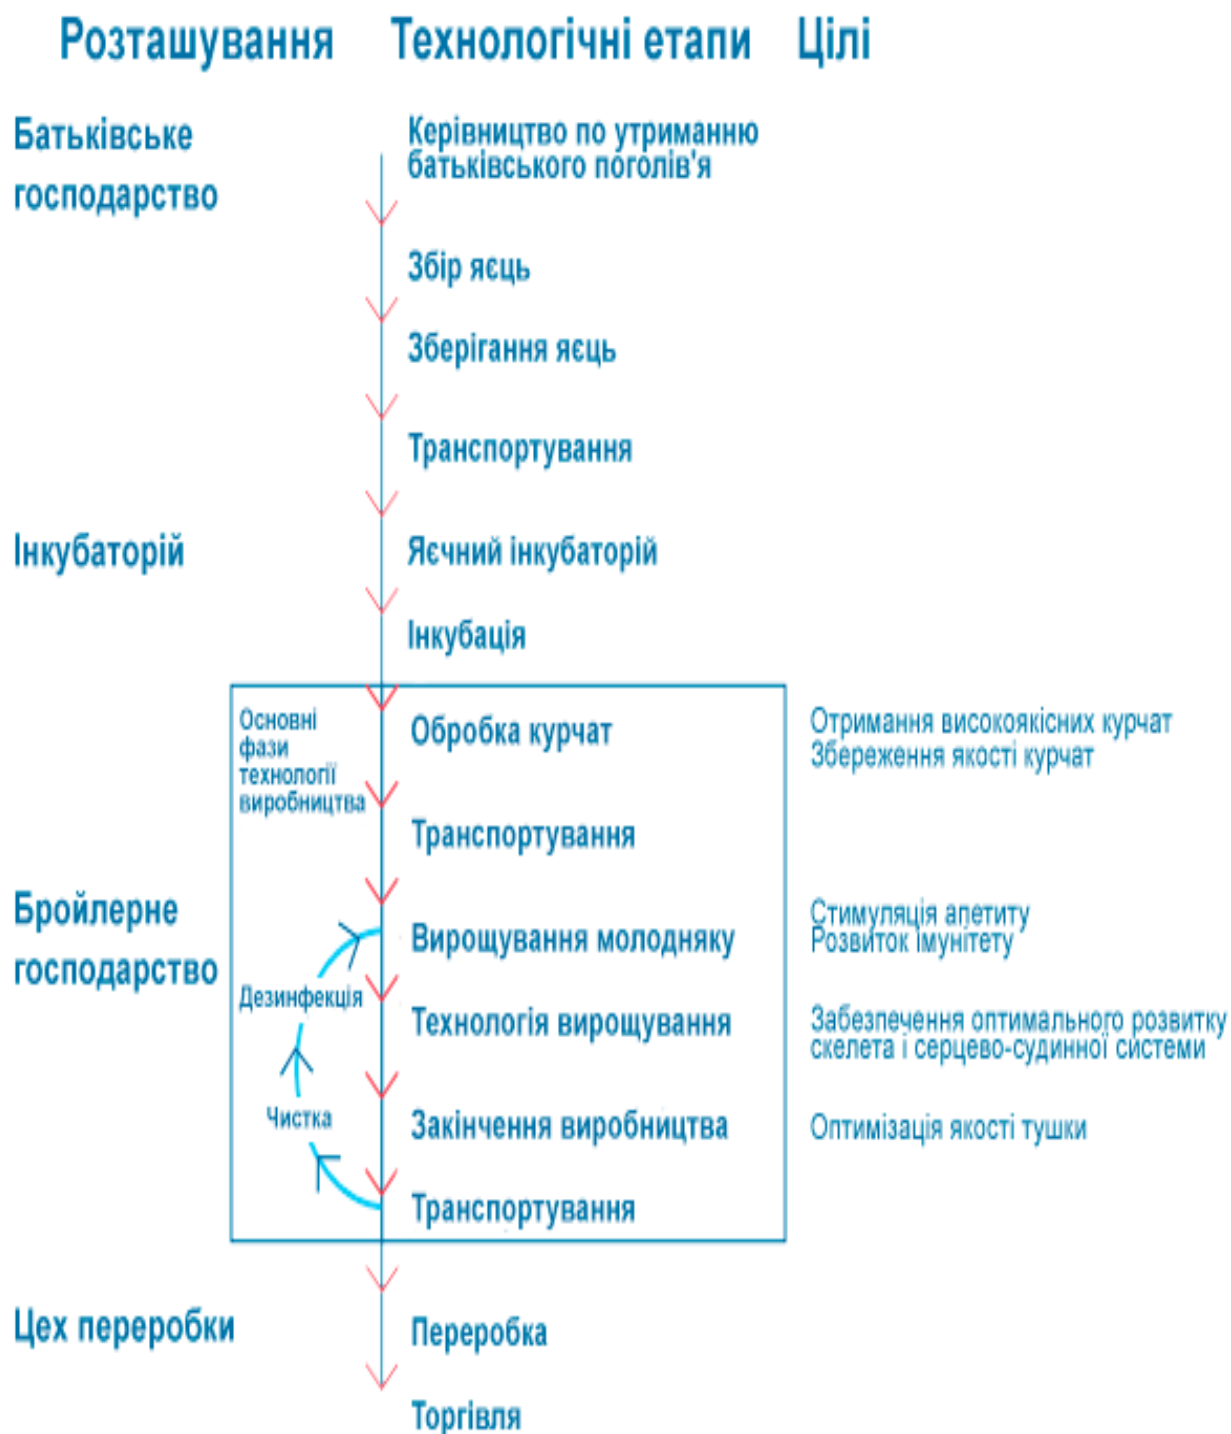 Розташування Технологічні етапи Цілі
Батьківське
господарство
Керівництво по утриманню
батьківського поголів'я
Збір яєць
Зберігання яєць
Транспортування
Інкубаторій
Яєчний інкубаторій
Інкубація
Основні
фази
технології
виробництва
Обробка курчат
Отримання високоякісних курчат
Збереження якості курчат
Транспортування
Бройлерне
господарство
Вирощування молодняку
Стимуляція апетиту
Розвиток імунітету
Дезинфекція
Технологія вирощування
Забезпечення оптимального розвитку
скелета і серцево-судинної системи
Чистка
Закінчення виробництва
Оптимізація якості тушки
Транспортування
Цех переробки
Переробка
Торгівля